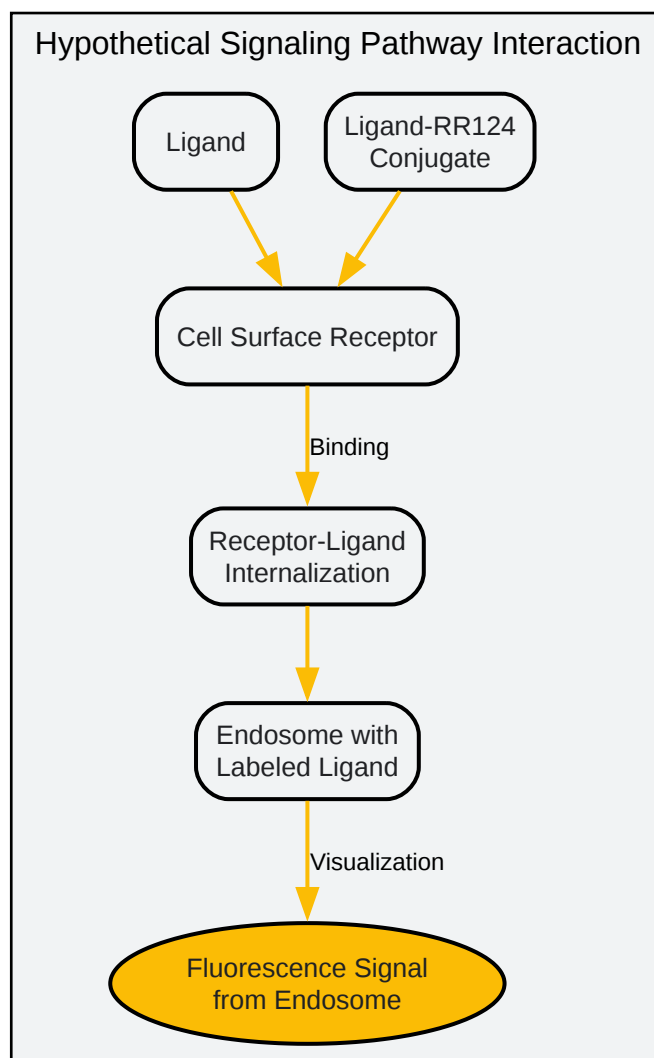 Hypothetical Signaling Pathway Interaction
Ligand
Ligand-RR124
Conjugate
Cell Surface Receptor
Binding
Receptor-Ligand
Internalization
Endosome with
Labeled Ligand
Visualization
Fluorescence Signal
from Endosome